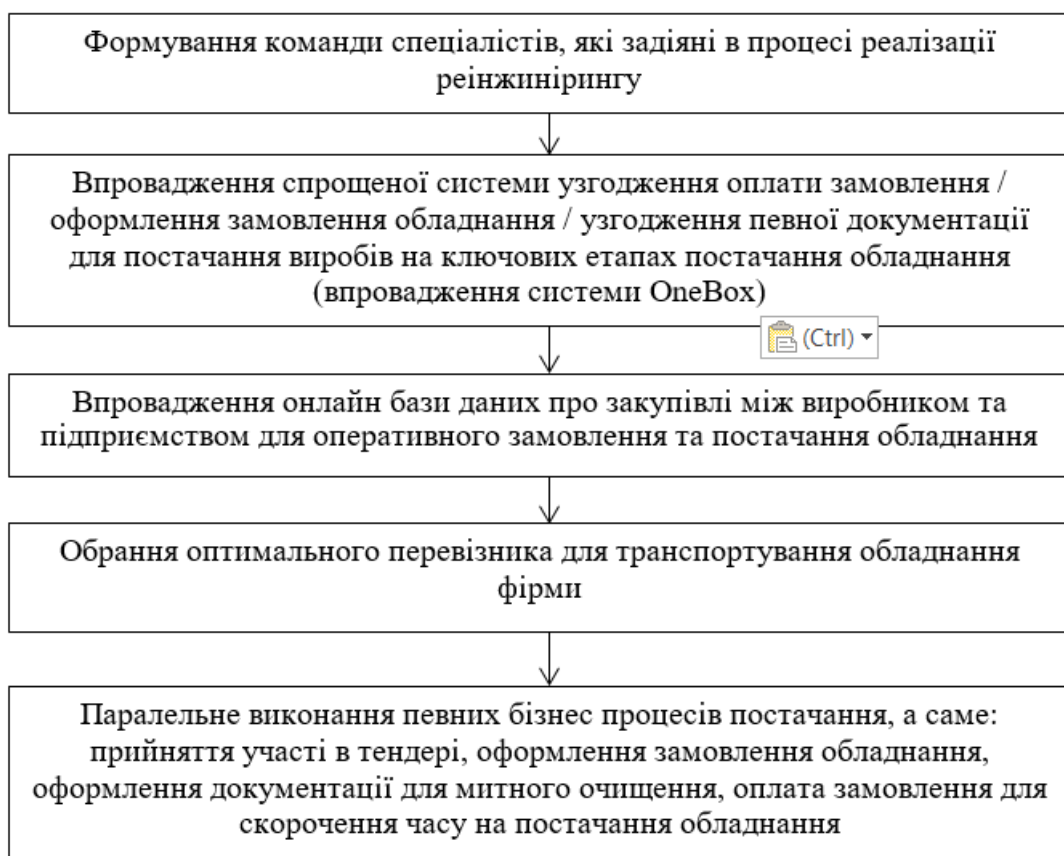 Формування команди спеціалістів, які задіяні в процесі реалізації
реінжинірингу
Впровадження спрощеної системи узгодження оплати замовлення /
оформлення замовлення обладнання / узгодження певної документації
для постачання виробів на ключових етапах постачання обладнання
(впровадження системи OneBox)
(Ctrl)
Впровадження онлайн бази даних про закупівлі між виробником та
підприємством для оперативного замовлення та постачання обладнання
Обрання оптимального перевізника для транспортування обладнання
фірми
Паралельне виконання певних бізнес процесів постачання, а саме:
прийняття участі в тендері, оформлення замовлення обладнання,
оформлення документації для митного очищення, оплата замовлення для
скорочення часу на постачання обладнання